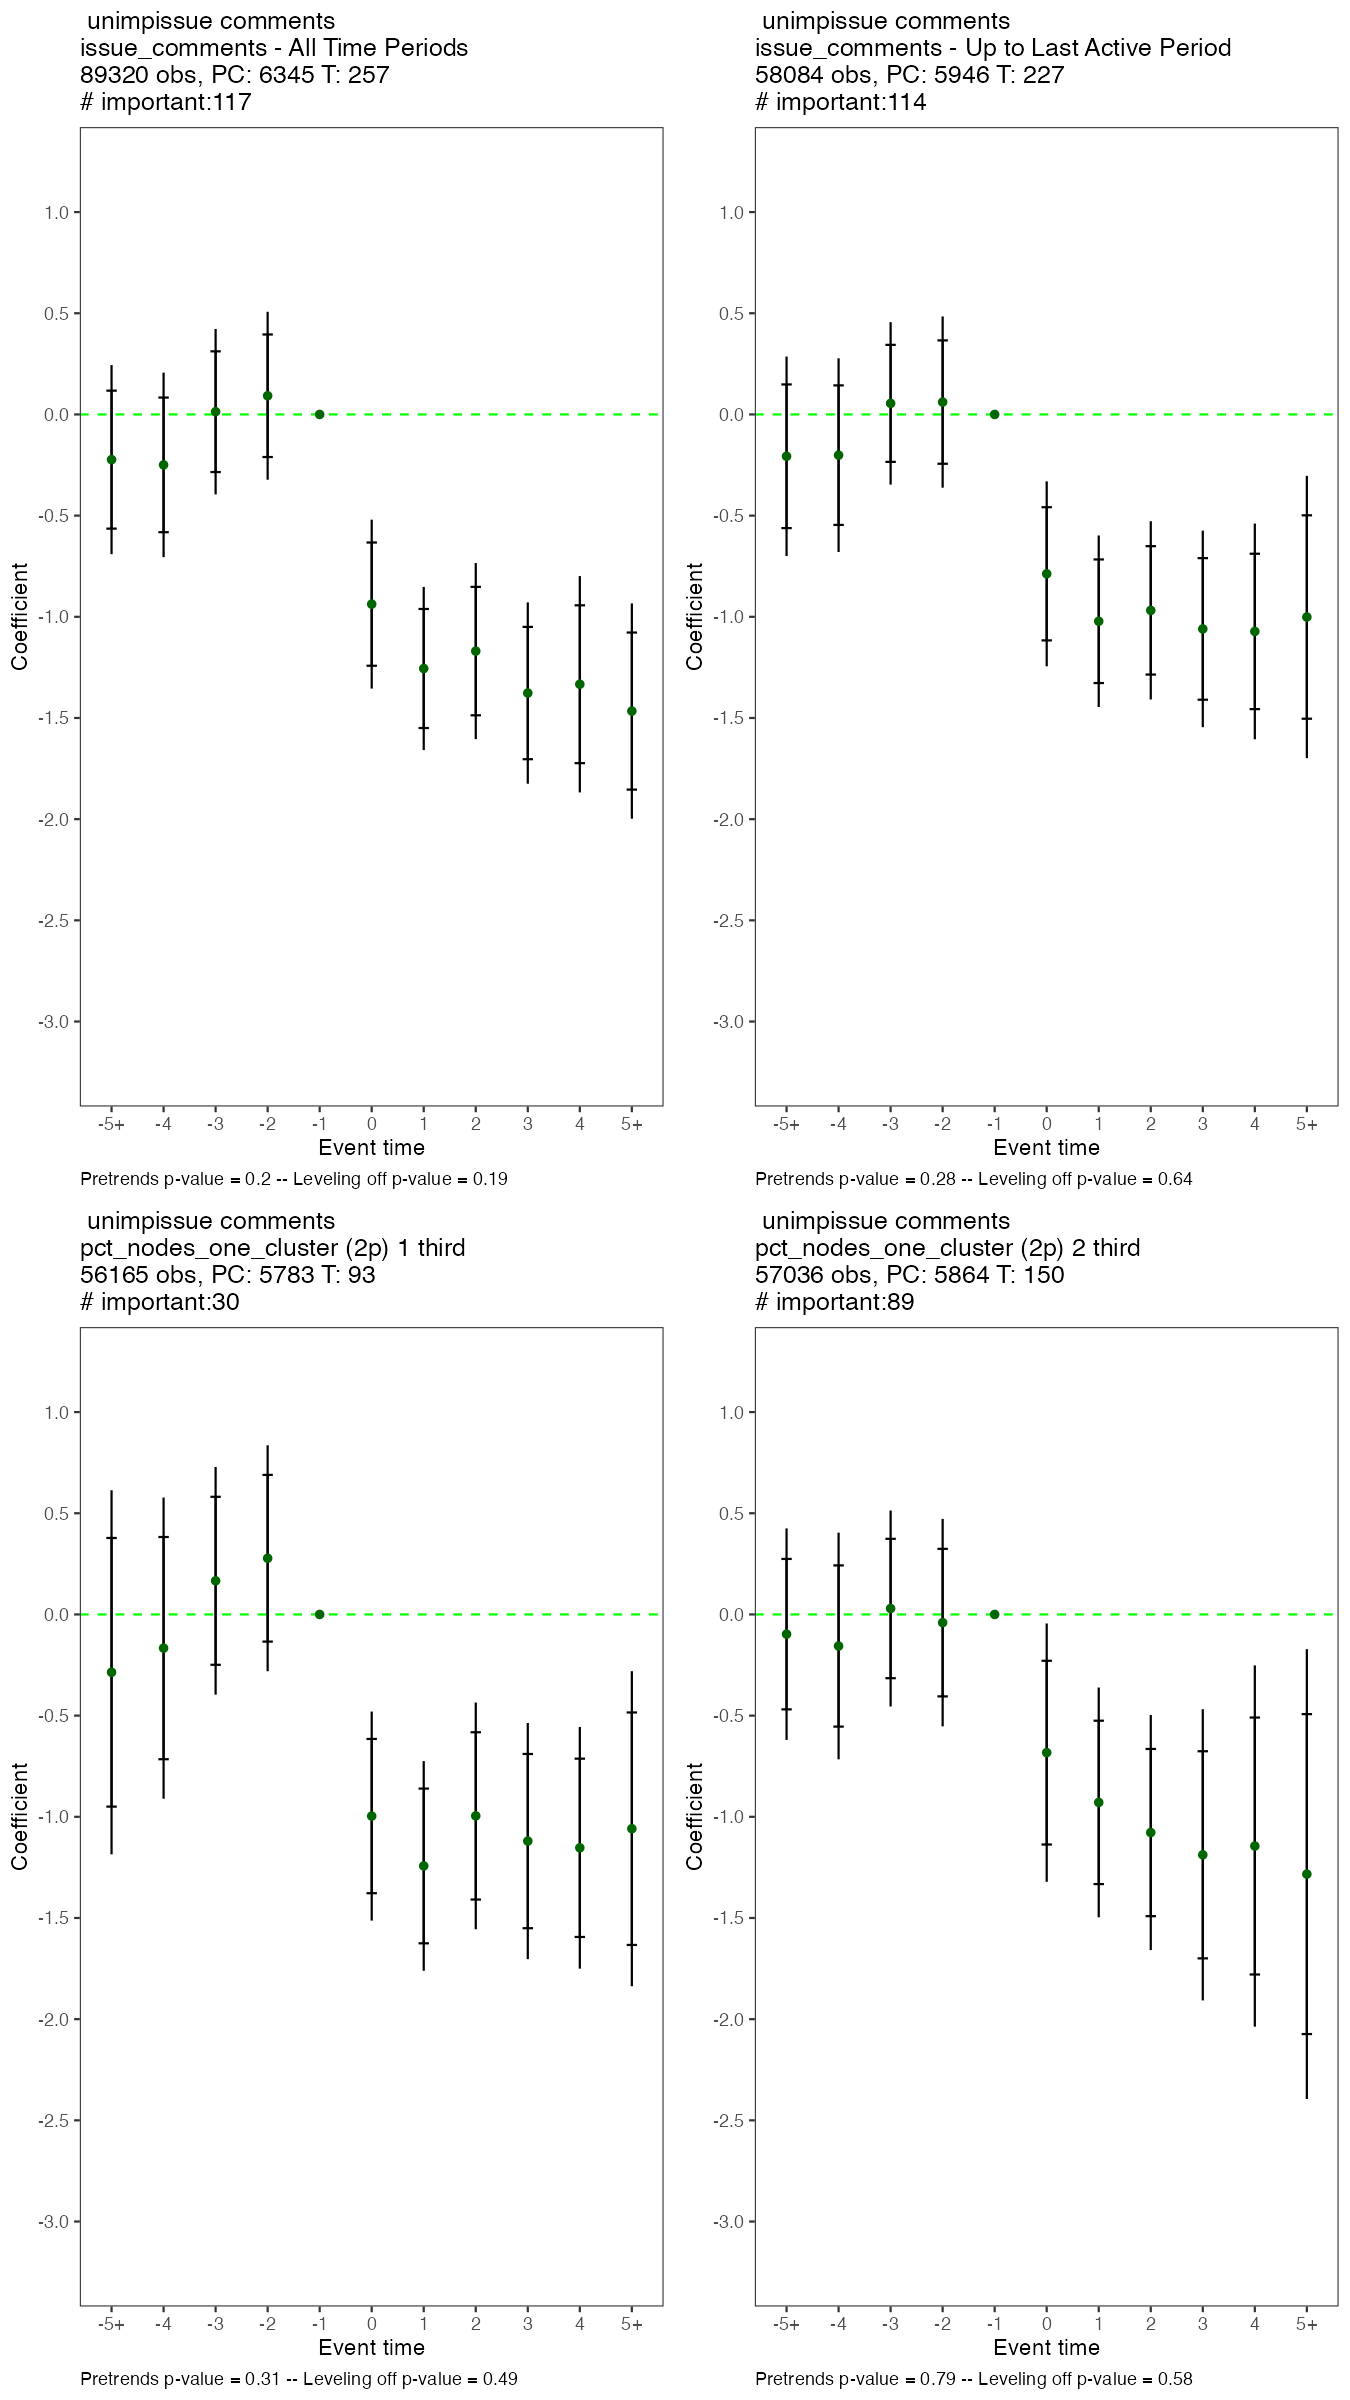 unimpissue comments
issue_comments - All Time Periods
89320 obs, PC: 6345 T: 257
# important:117
Coefficient
1.0
0.5
0.0
-0.5
-1.0
-1.5
-2.0
-2.5
-3.0
-5+ -4 -3 -2 -1 0 1 2 3 4 5+
Event time
Pretrends p-value = 0.2 -- Leveling off p-value = 0.19
unimpissue comments
issue_comments - Up to Last Active Period
58084 obs, PC: 5946 T: 227
# important:114
Coefficient
1.0
0.5
0.0
-0.5
-1.0
-1.5
-2.0
-2.5
-3.0
-5+ -4 -3 -2 -1 0 1 2 3 4 5+
Event time
Pretrends p-value = 0.28 -- Leveling off p-value = 0.64
unimpissue comments
pct_nodes_one_cluster (2p) 1 third
56165 obs, PC: 5783 T: 93
# important:30
Coefficient
1.0
0.5
0.0
-0.5
-1.0
-1.5
-2.0
-2.5
-3.0
-5+ -4 -3 -2 -1 0 1 2 3 4 5+
Event time
Pretrends p-value = 0.31 -- Leveling off p-value = 0.49
unimpissue comments
pct_nodes_one_cluster (2p) 2 third
57036 obs, PC: 5864 T: 150
# important:89
Coefficient
1.0
0.5
0.0
-0.5
-1.0
-1.5
-2.0
-2.5
-3.0
-5+ -4 -3 -2 -1 0 1 2 3 4 5+
Event time
Pretrends p-value = 0.79 -- Leveling off p-value = 0.58